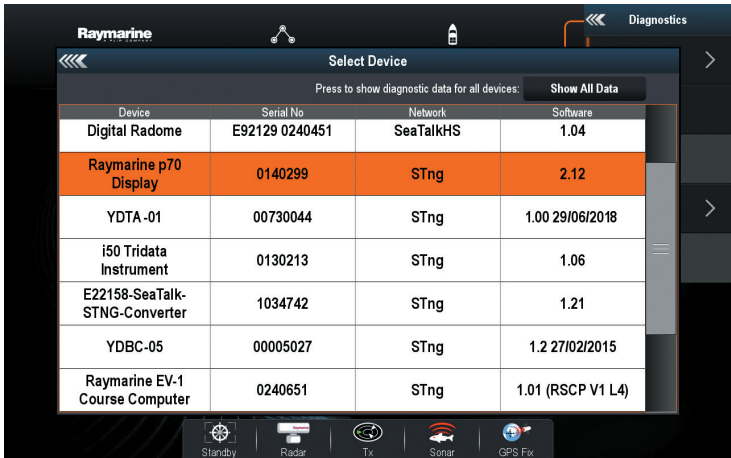 Raymarine
A FLIR COMPANY
Diagnostics
Select Device
Press to show diagnostic data for all devices: Show All Data
Device Serial No Network Software
Digital Radome E92129 0240451 SeaTalkHS 1.04
Raymarine p70
Display
0140299 STng 2.12
YDTA -01 00730044 STng 1.00 29/06/2018
i50 Tridata
Instrument
0130213 STng 1.06
E22158-SeaTalk-
STNG-Converter
1034742 STng 1.21
YDBC-05 00005027 STng 1.2 27/02/2015
Raymarine EV-1
Course Computer
0240651 STng 1.01 (RSCP V1 L4)
Raymarine
Standby Radar Tx Sonar GPS Fix